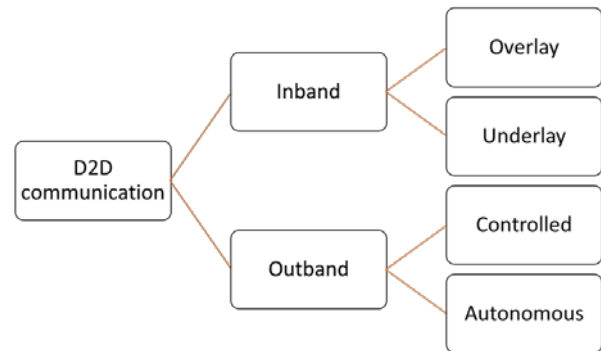 D2D
communication
Inband
Outband
Overlay
Underlay
Controlled
Autonomous